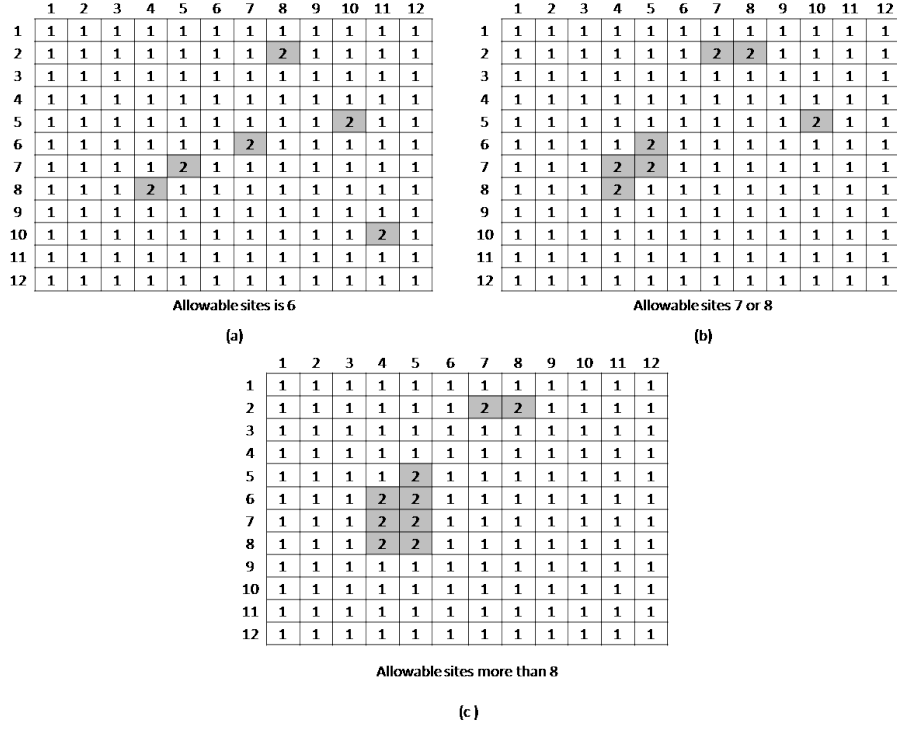 1 2 3 4 5 6 7 8 9 10 11 12
1 1 1 1 1 1 1 1 1 1 1 1 1
2 1 1 1 1 1 1 1 2 1 1 1 1
3 1 1 1 1 1 1 1 1 1 1 1 1
4 1 1 1 1 1 1 1 1 1 1 1 1
5 1 1 1 1 1 1 1 1 1 2 1 1
6 1 1 1 1 1 1 2 1 1 1 1 1
7 1 1 1 1 2 1 1 1 1 1 1 1
8 1 1 1 2 1 1 1 1 1 1 1 1
9 1 1 1 1 1 1 1 1 1 1 1 1
10 1 1 1 1 1 1 1 1 1 1 2 1
11 1 1 1 1 1 1 1 1 1 1 1 1
12 1 1 1 1 1 1 1 1 1 1 1 1
Allowable sites is 6
(a)
1 2 3 4 5 6 7 8 9 10 11 12
1 1 1 1 1 1 1 1 1 1 1 1 1
2 1 1 1 1 1 1 2 2 1 1 1 1
3 1 1 1 1 1 1 1 1 1 1 1 1
4 1 1 1 1 1 1 1 1 1 1 1 1
5 1 1 1 1 1 1 1 1 1 2 1 1
6 1 1 1 1 2 1 1 1 1 1 1 1
7 1 1 1 2 2 1 1 1 1 1 1 1
8 1 1 1 2 1 1 1 1 1 1 1 1
9 1 1 1 1 1 1 1 1 1 1 1 1
10 1 1 1 1 1 1 1 1 1 1 1 1
11 1 1 1 1 1 1 1 1 1 1 1 1
12 1 1 1 1 1 1 1 1 1 1 1 1
Allowable sites 7 or 8
(b)
1 2 3 4 5 6 7 8 9 10 11 12
1 1 1 1 1 1 1 1 1 1 1 1 1
2 1 1 1 1 1 1 2 2 1 1 1 1
3 1 1 1 1 1 1 1 1 1 1 1 1
4 1 1 1 1 1 1 1 1 1 1 1 1
5 1 1 1 1 2 1 1 1 1 1 1 1
6 1 1 1 2 2 1 1 1 1 1 1 1
7 1 1 1 2 2 1 1 1 1 1 1 1
8 1 1 1 2 2 1 1 1 1 1 1 1
9 1 1 1 1 1 1 1 1 1 1 1 1
10 1 1 1 1 1 1 1 1 1 1 1 1
11 1 1 1 1 1 1 1 1 1 1 1 1
12 1 1 1 1 1 1 1 1 1 1 1 1
Allowable sites more than 8
(c )